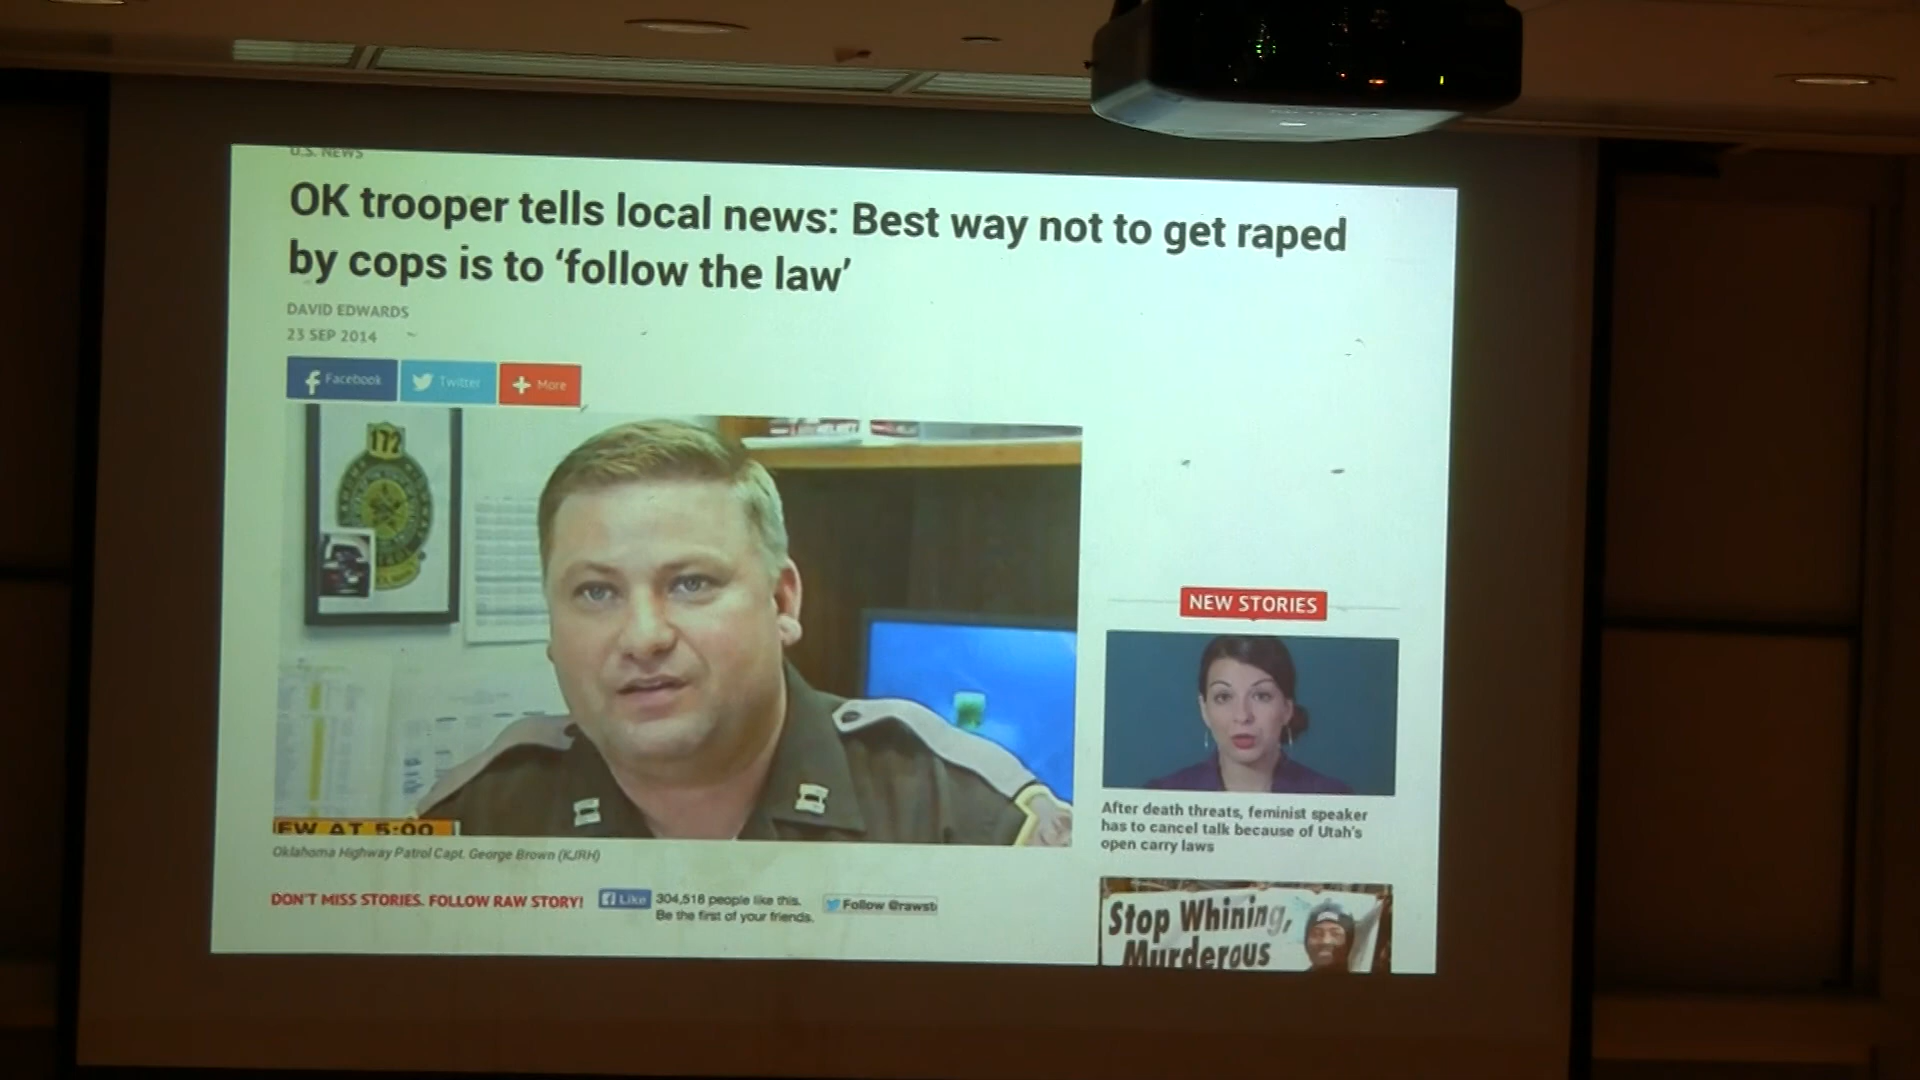 U.S. NEWS
OK trooper tells local news: Best way not to get raped
by cops is to ‘follow the law’
DAVID EDWARDS
23 SEP 2014
Facebook
Twitter
More
172
EW AT 5:00
Oklahoma Highway Patrol Capt. George Brown (KJRH)
DON'T MISS STORIES. FOLLOW RAW STORY!
Like
304,518 people like this.
Be the first of your friends.
Follow @rawst
NEW STORIES
After death threats, feminist speaker
has to cancel talk because of Utah's
open carry laws
Stop Whining,
Murderous